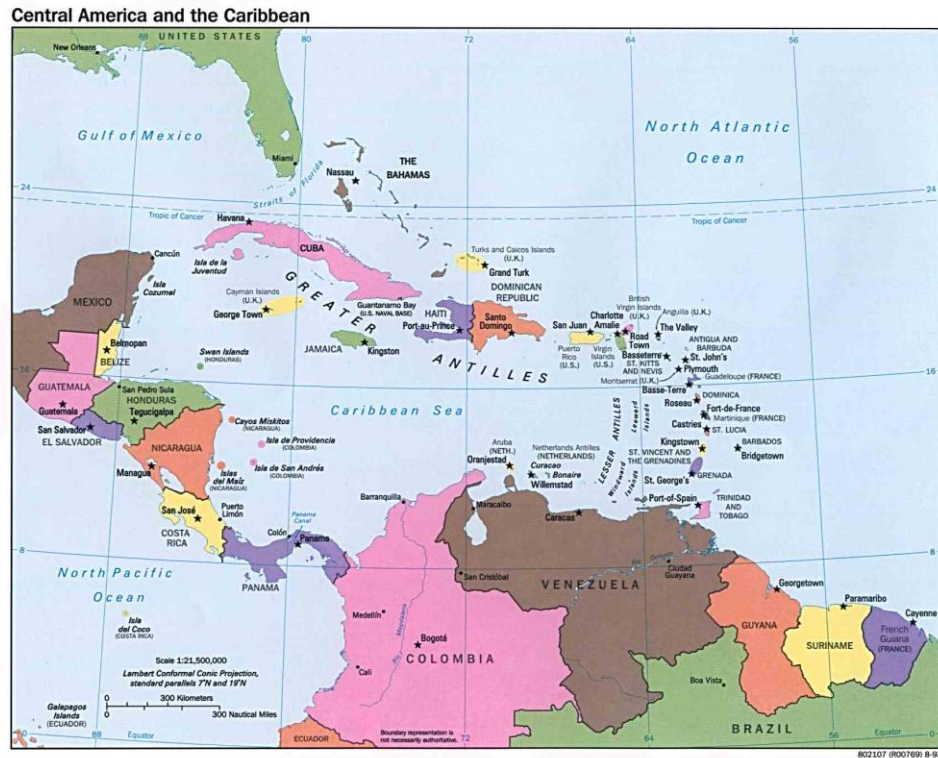 Central America and the Caribbean
88
80
72
64
56
UNITED STATES
New Orleans
Gulf of Mexico
Miami
Straits of Florida
Nassau
THE
BAHAMAS
North Atlantic
Ocean
24
24
Tropic of Cancer
Tropic of Cancer
Havana
CUBA
Isla de la
Juventud
Cancún
Isla
Cozumel
MEXICO
Turks and Caicos Islands
(U.K.)
Grand Turk
Cayman Islands
(U.K.)
George Town
GREATER
ANTILLES
Guantanamo Bay
(U.S. NAVAL BASE)
HAITI
Port-au-Prince
DOMINICAN
REPUBLIC
Santo
Domingo
JAMAICA
Kingston
San Juan
Puerto
Rico
(U.S.)
Charlotte
Amalie
Virgin
Islands
(U.S.)
British
Virgin Islands
(U.K.)
Road
Town
Anguilla (U.K.)
The Valley
ANTIGUA AND
BARBUDA
St. John's
Basseterre
ST. KITTS
AND NEVIS
Plymouth
Montserrat (U.K.)
Guadeloupe (FRANCE)
Basse-Terre
DOMINICA
Roseau
Fort-de-France
Martinique (FRANCE)
Castries
ST. LUCIA
Kingstown
ST. VINCENT AND
THE GRENADINES
BARBADOS
Bridgetown
St. George's
GRENADA
Port-of-Spain
TRINIDAD
AND
TOBAGO
LESSER ANTILLES
Leeward
Islands
Windward
Islands
Belmopan
BELIZE
Swan Islands
(HONDURAS)
16
16
GUATEMALA
Guatemala
San Pedro Sula
HONDURAS
Tegucigalpa
San Salvador
EL SALVADOR
NICARAGUA
Managua
Cayos Miskitos
(NICARAGUA)
Isla de Providencia
(COLOMBIA)
Isla de San Andrés
(COLOMBIA)
Islas
del Maíz
(NICARAGUA)
Caribbean Sea
Aruba
(NETH.)
Oranjestad
Netherlands Antilles
(NETHERLANDS)
Curacao
Bonaire
Willemstad
San José
COSTA
RICA
Puerto
Limón
Panama
Canal
Colón
Panama
PANAMA
Barranquilla
Maracaibo
Caracas
8
8
North Pacific
Ocean
Isla
del Coco
(COSTA RICA)
San Cristóbal
VENEZUELA
Ciudad
Guayana
Medellín
Bogotá
COLOMBIA
Cali
Georgetown
GUYANA
Paramaribo
SURINAME
Cayenne
French
Guiana
(FRANCE)
Boa Vista
BRAZIL
Scale 1:21,500,000
Lambert Conformal Conic Projection,
standard parallels 7°N and 19°N
0
300 Kilometers
0
300 Nautical Miles
Galapagos
Islands
(ECUADOR)
ECUADOR
Boundary representation is
not necessarily authoritative.
88
Equator
80
72
64
56
Equator
0